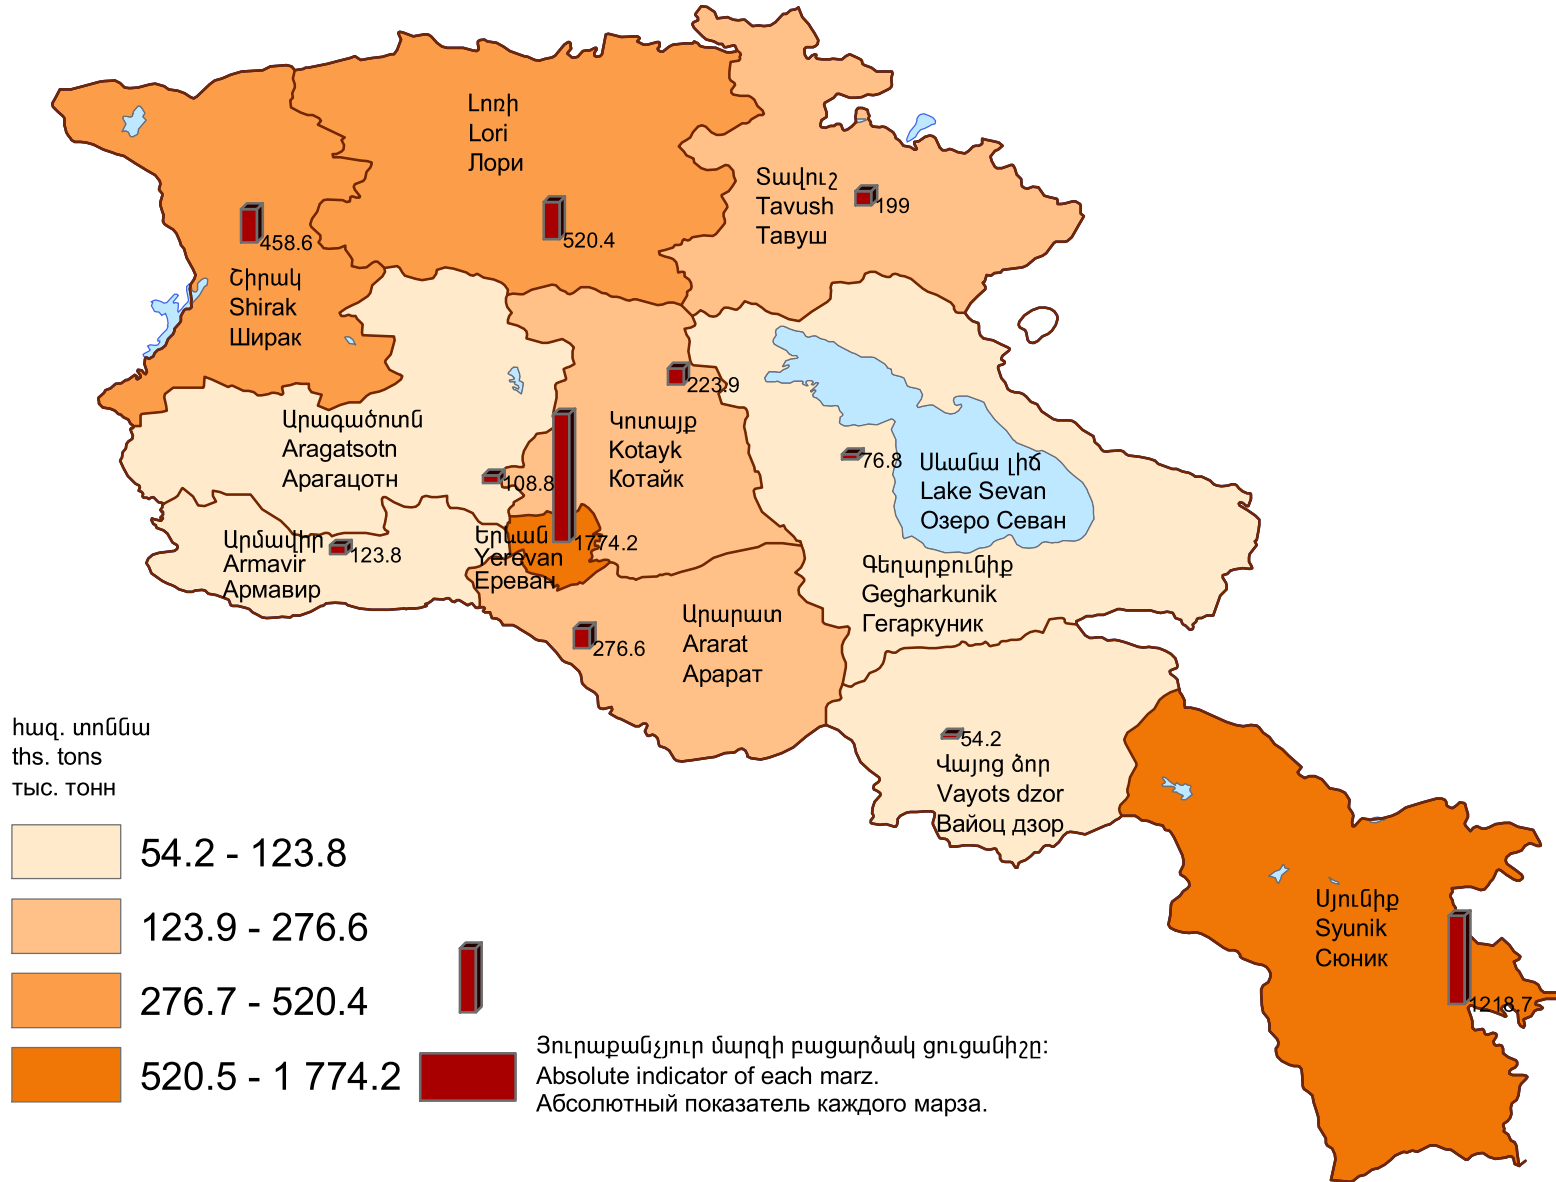 Լոռի
Lori
Лори
520.4
Տավուշ
Tavush
Тавуш
199
458.6
Շիրակ
Shirak
Ширак
223.9
Արագածոտն
Aragatsotn
Арагацотн
108.8
Կոտայք
Kotayk
Котайк
76.8
Սևանա լիճ
Lake Sevan
Озеро Севан
Արմավիր
Armavir
Армавир
123.8
Երևան
Yerevan
Ереван
1774.2
Գեղարքունիք
Gegharkunik
Гегаркуник
276.6
Արարատ
Ararat
Арарат
54.2
Վայոց ձոր
Vayots dzor
Вайоц дзор
Սյունիք
Syunik
Сюник
1218.7
հազ. տոննա
ths. tons
тыс. тонн
54.2 - 123.8
123.9 - 276.6
276.7 - 520.4
520.5 - 1 774.2
Յուրաքանչյուր մարզի բացարձակ ցուցանիշը:
Absolute indicator of each marz.
Абсолютный показатель каждого марза.